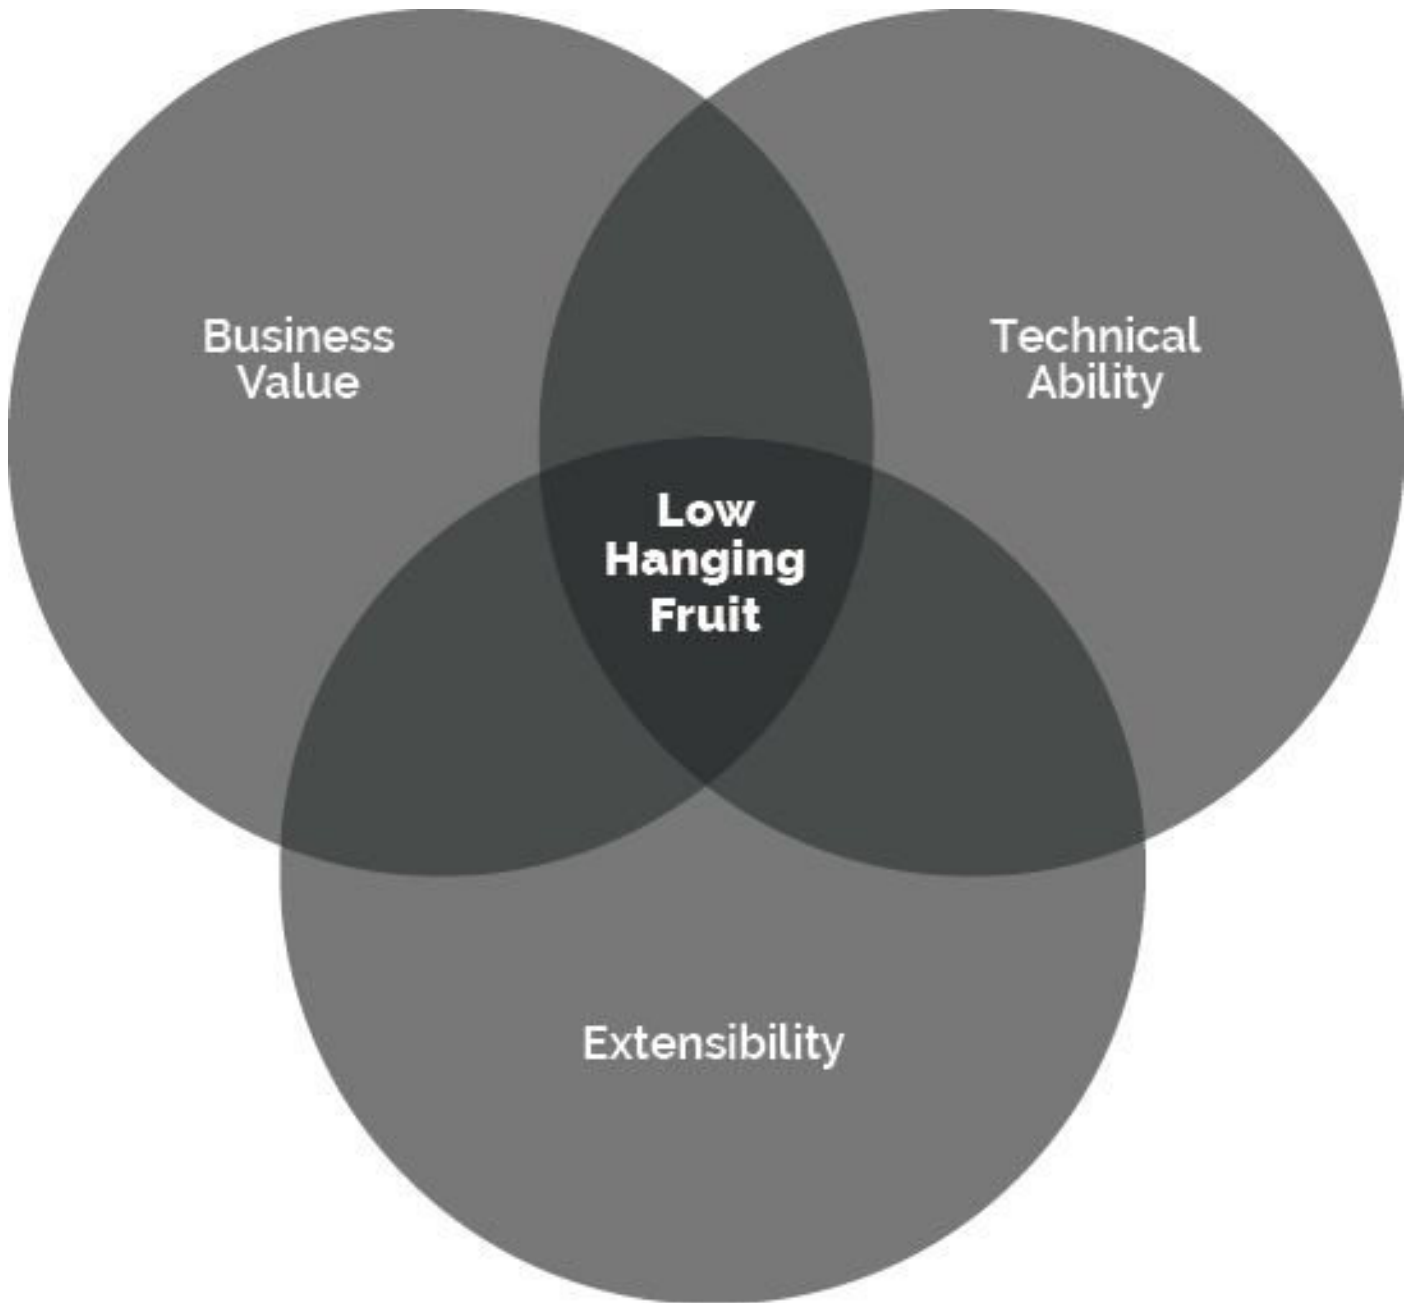 Business
Value
Technical
Ability
Low
Hanging
Fruit
Extensibility